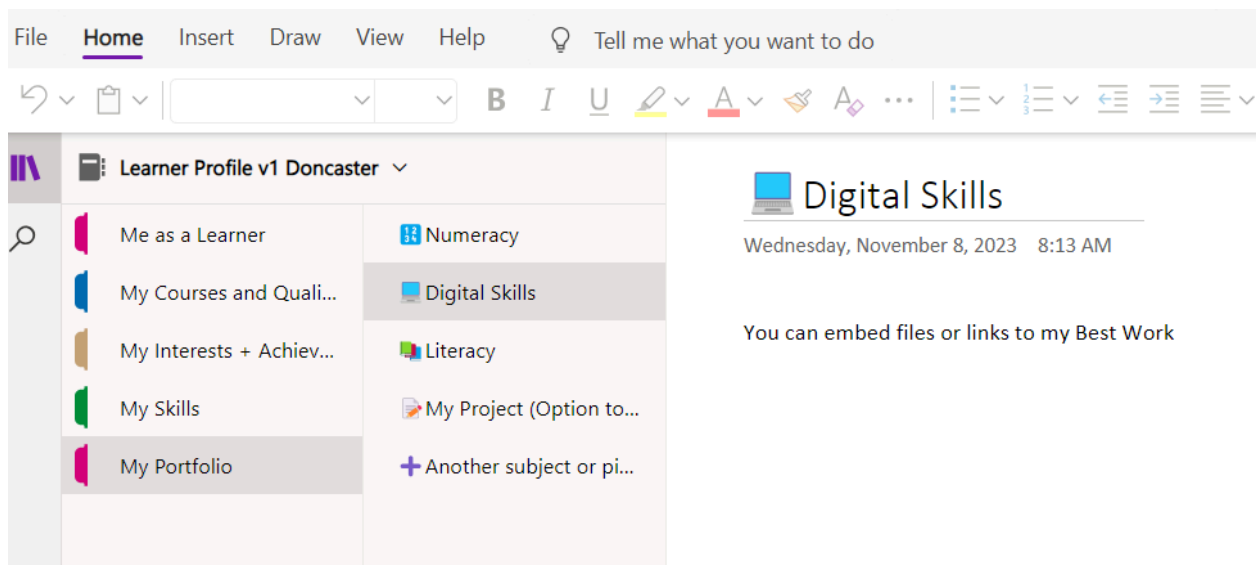 File Home Insert Draw View Help Tell me what you want to do
B I U A A
Learner Profile v1 Doncaster
Me as a Learner
My Courses and Quali...
My Interests + Achiev...
My Skills
My Portfolio
Numeracy
Digital Skills
Literacy
My Project (Option to...
Another subject or pi...
Digital Skills
Wednesday, November 8, 2023 8:13 AM
You can embed files or links to my Best Work